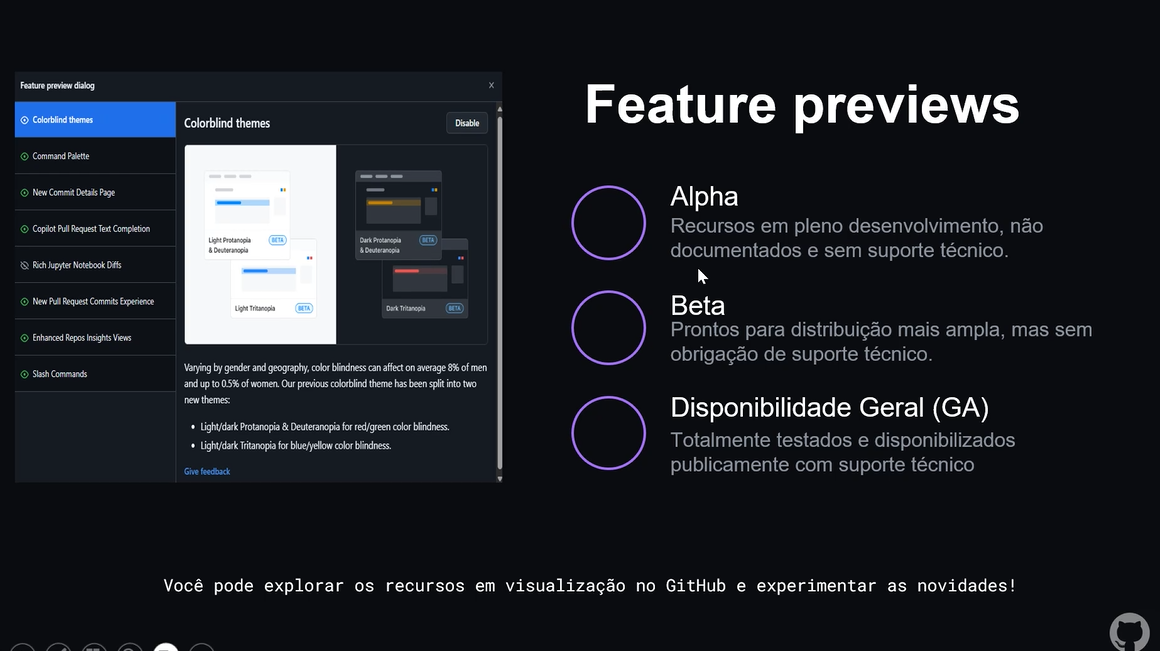 Feature preview dialog
X
Colorblind themes
Command Palette
New Commit Details Page
Copilot Pull Request Text Completion
Rich Jupyter Notebook Diffs
New Pull Request Commits Experience
Enhanced Repos Insights Views
Slash Commands
Colorblind themes
Disable
Light Protanopia
& Deuteranopia
BETA
Dark Protanopia
& Deuteranopia
BETA
Light Tritanopia
BETA
Dark Tritanopia
BETA
Varying by gender and geography, color blindness can affect on average 8% of men
and up to 0.5% of women. Our previous colorblind theme has been split into two
new themes:
• Light/dark Protanopia & Deuteranopia for red/green color blindness.
• Light/dark Tritanopia for blue/yellow color blindness.
Give feedback
Feature previews
Alpha
Recursos em pleno desenvolvimento, não
documentados e sem suporte técnico.
Beta
Prontos para distribuição mais ampla, mas sem
obrigação de suporte técnico.
Disponibilidade Geral (GA)
Totalmente testados e disponibilizados
publicamente com suporte técnico
Você pode explorar os recursos em visualização no GitHub e experimentar as novidades!